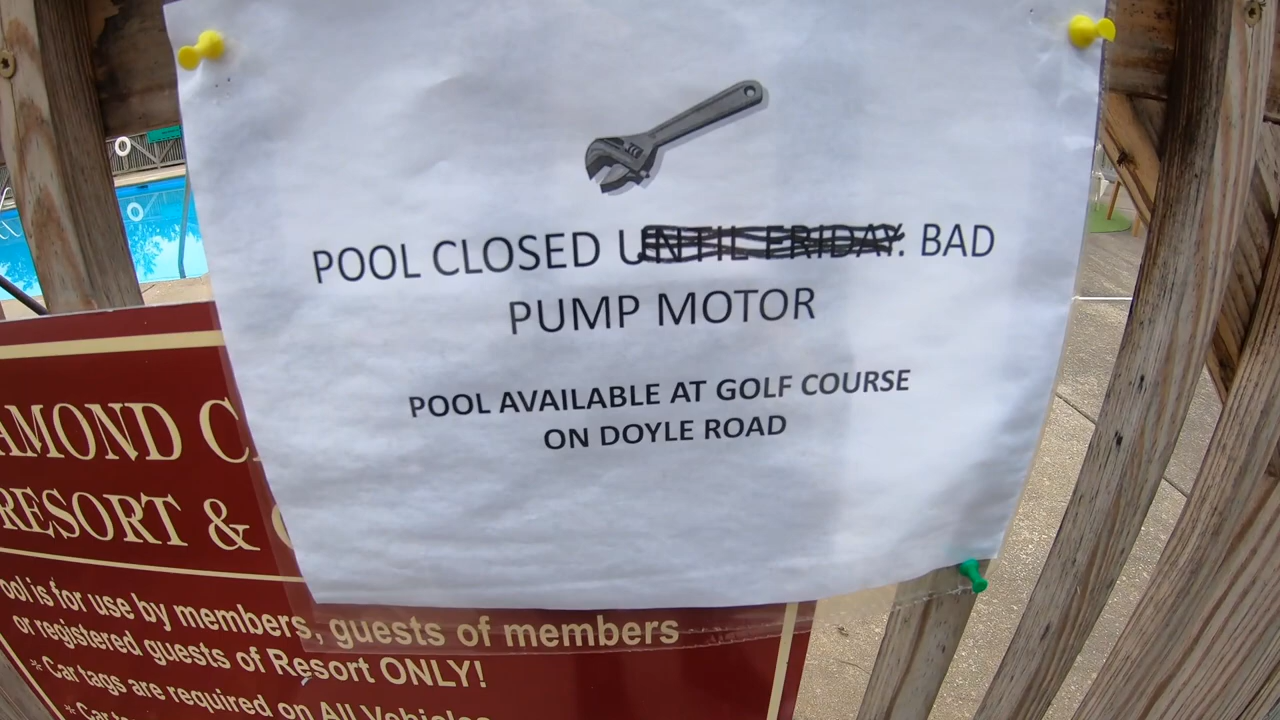 POOL CLOSED UNTIL FRIDAY. BAD
PUMP MOTOR
POOL AVAILABLE AT GOLF COURSE
ON DOYLE ROAD
AMOND C
RESORT &
ool is for use by members, guests of members
or registered guests of Resort ONLY!
*Car tags are required on All Vehicles
*Car